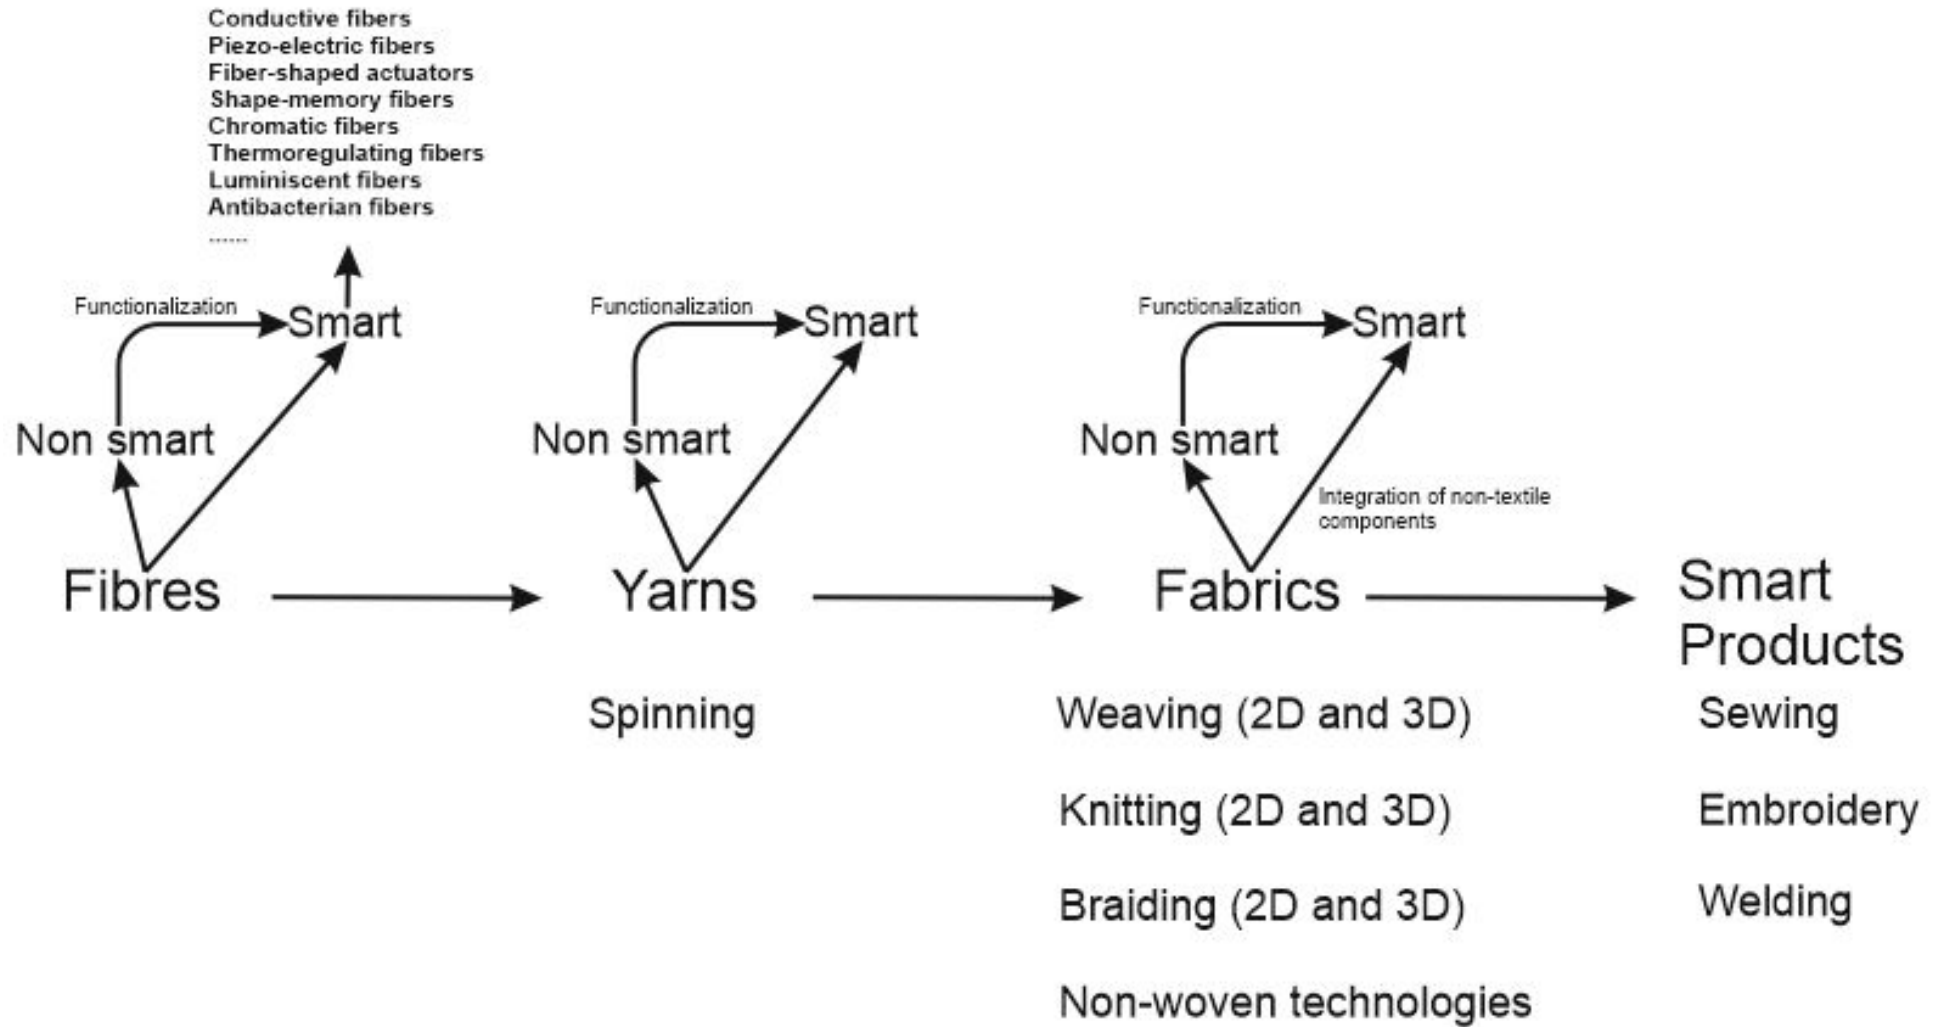 Conductive fibers
Piezo-electric fibers
Fiber-shaped actuators
Shape-memory fibers
Chromatic fibers
Thermoregulating fibers
Luminiscent fibers
Antibacterian fibers
......
Functionalization
Smart
Non smart
Fibres
Functionalization
Smart
Non smart
Yarns
Spinning
Functionalization
Smart
Non smart
Integration of non-textile
components
Fabrics
Weaving (2D and 3D)
Knitting (2D and 3D)
Braiding (2D and 3D)
Non-woven technologies
Smart
Products
Sewing
Embroidery
Welding